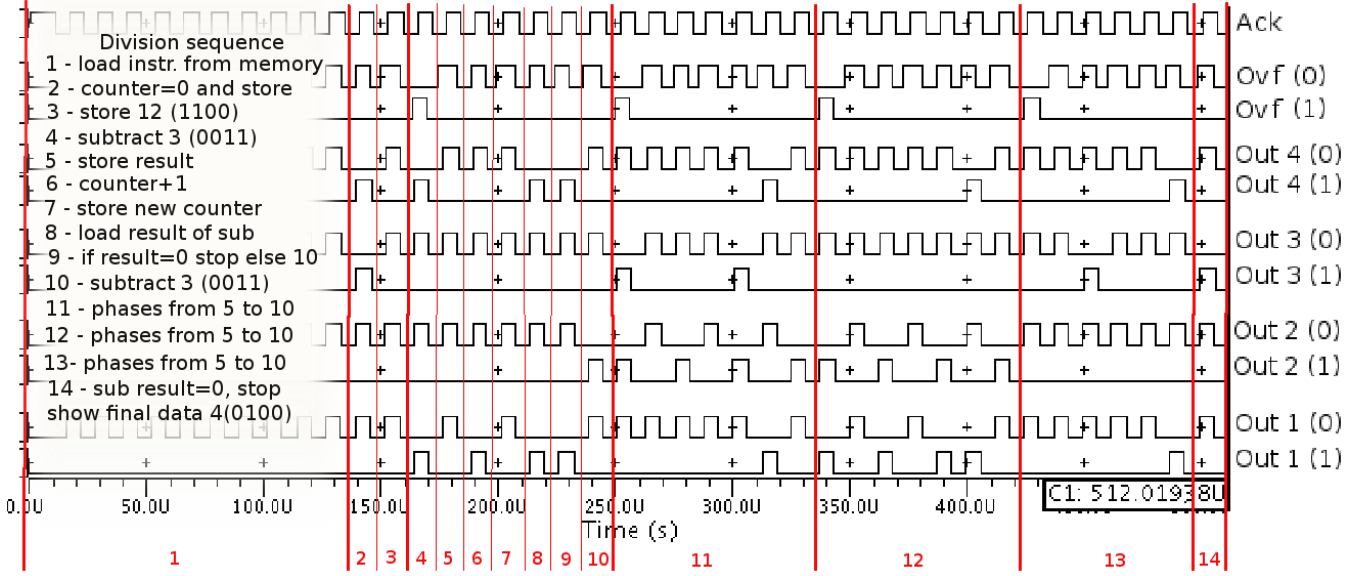 Division sequence
1 - load instr. from memory
2 - counter=0 and store
3 - store 12 (1100)
4 - subtract 3 (0011)
5 - store result
6 - counter+1
7 - store new counter
8 - load result of sub
9 - if result=0 stop else 10
10 - subtract 3 (0011)
11 - phases from 5 to 10
12 - phases from 5 to 10
13- phases from 5 to 10
14 - sub result=0, stop
show final data 4(0100)
Ack
Ovf (0)
Ovf (1)
Out 4 (0)
Out 4 (1)
Out 3 (0)
Out 3 (1)
Out 2 (0)
Out 2 (1)
Out 1 (0)
Out 1 (1)
C1: 512.01938U
0.0U 50.0U 100.0U 150.0U 200.0U 250.0U 300.0U 350.0U 400.0U
Time (s)
1 2 3 4 5 6 7 8 9 10 11 12 13 14